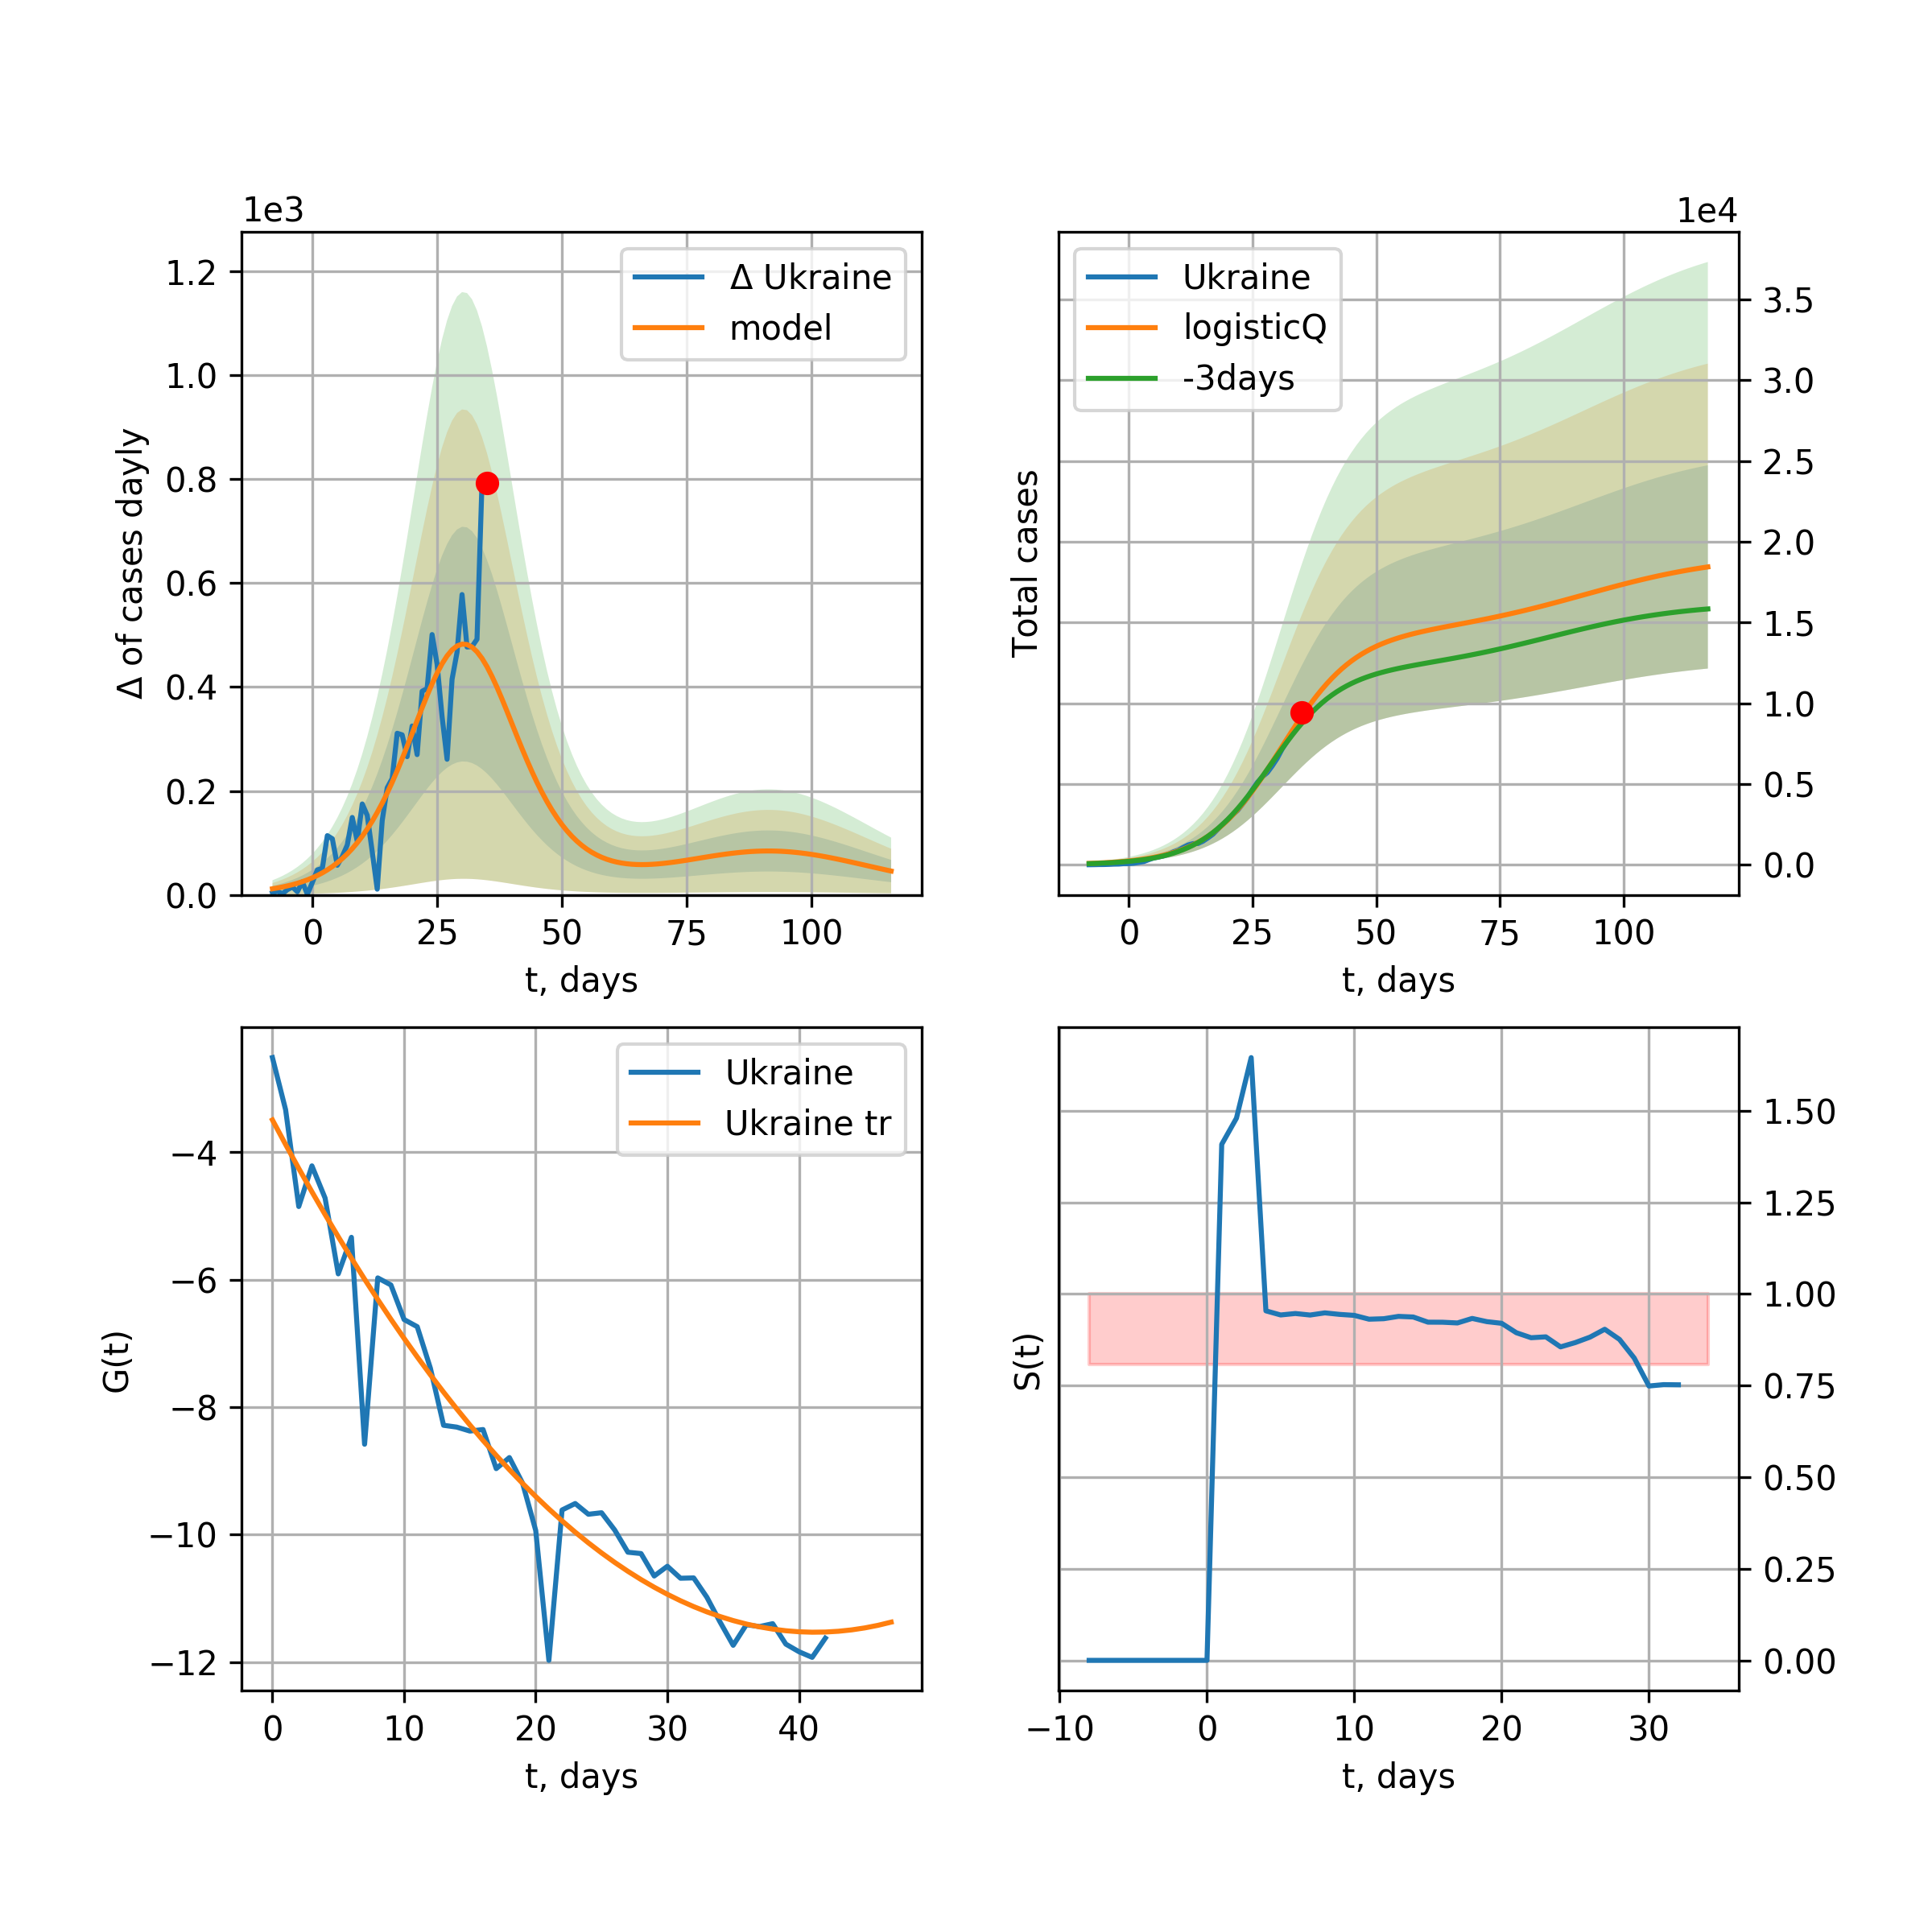 1e3
Δ of cases dayly
1.2
1.0
0.8
0.6
0.4
0.2
0.0
Δ Ukraine
model
0 25 50 75 100
t, days
1e4
Total cases
Ukraine
logisticQ
-3days
3.5
3.0
2.5
2.0
1.5
1.0
0.5
0.0
0 25 50 75 100
t, days
G(t)
−4
−6
−8
−10
−12
Ukraine
Ukraine tr
0 10 20 30 40
t, days
S(t)
1.50
1.25
1.00
0.75
0.50
0.25
0.00
−10 0 10 20 30
t, days